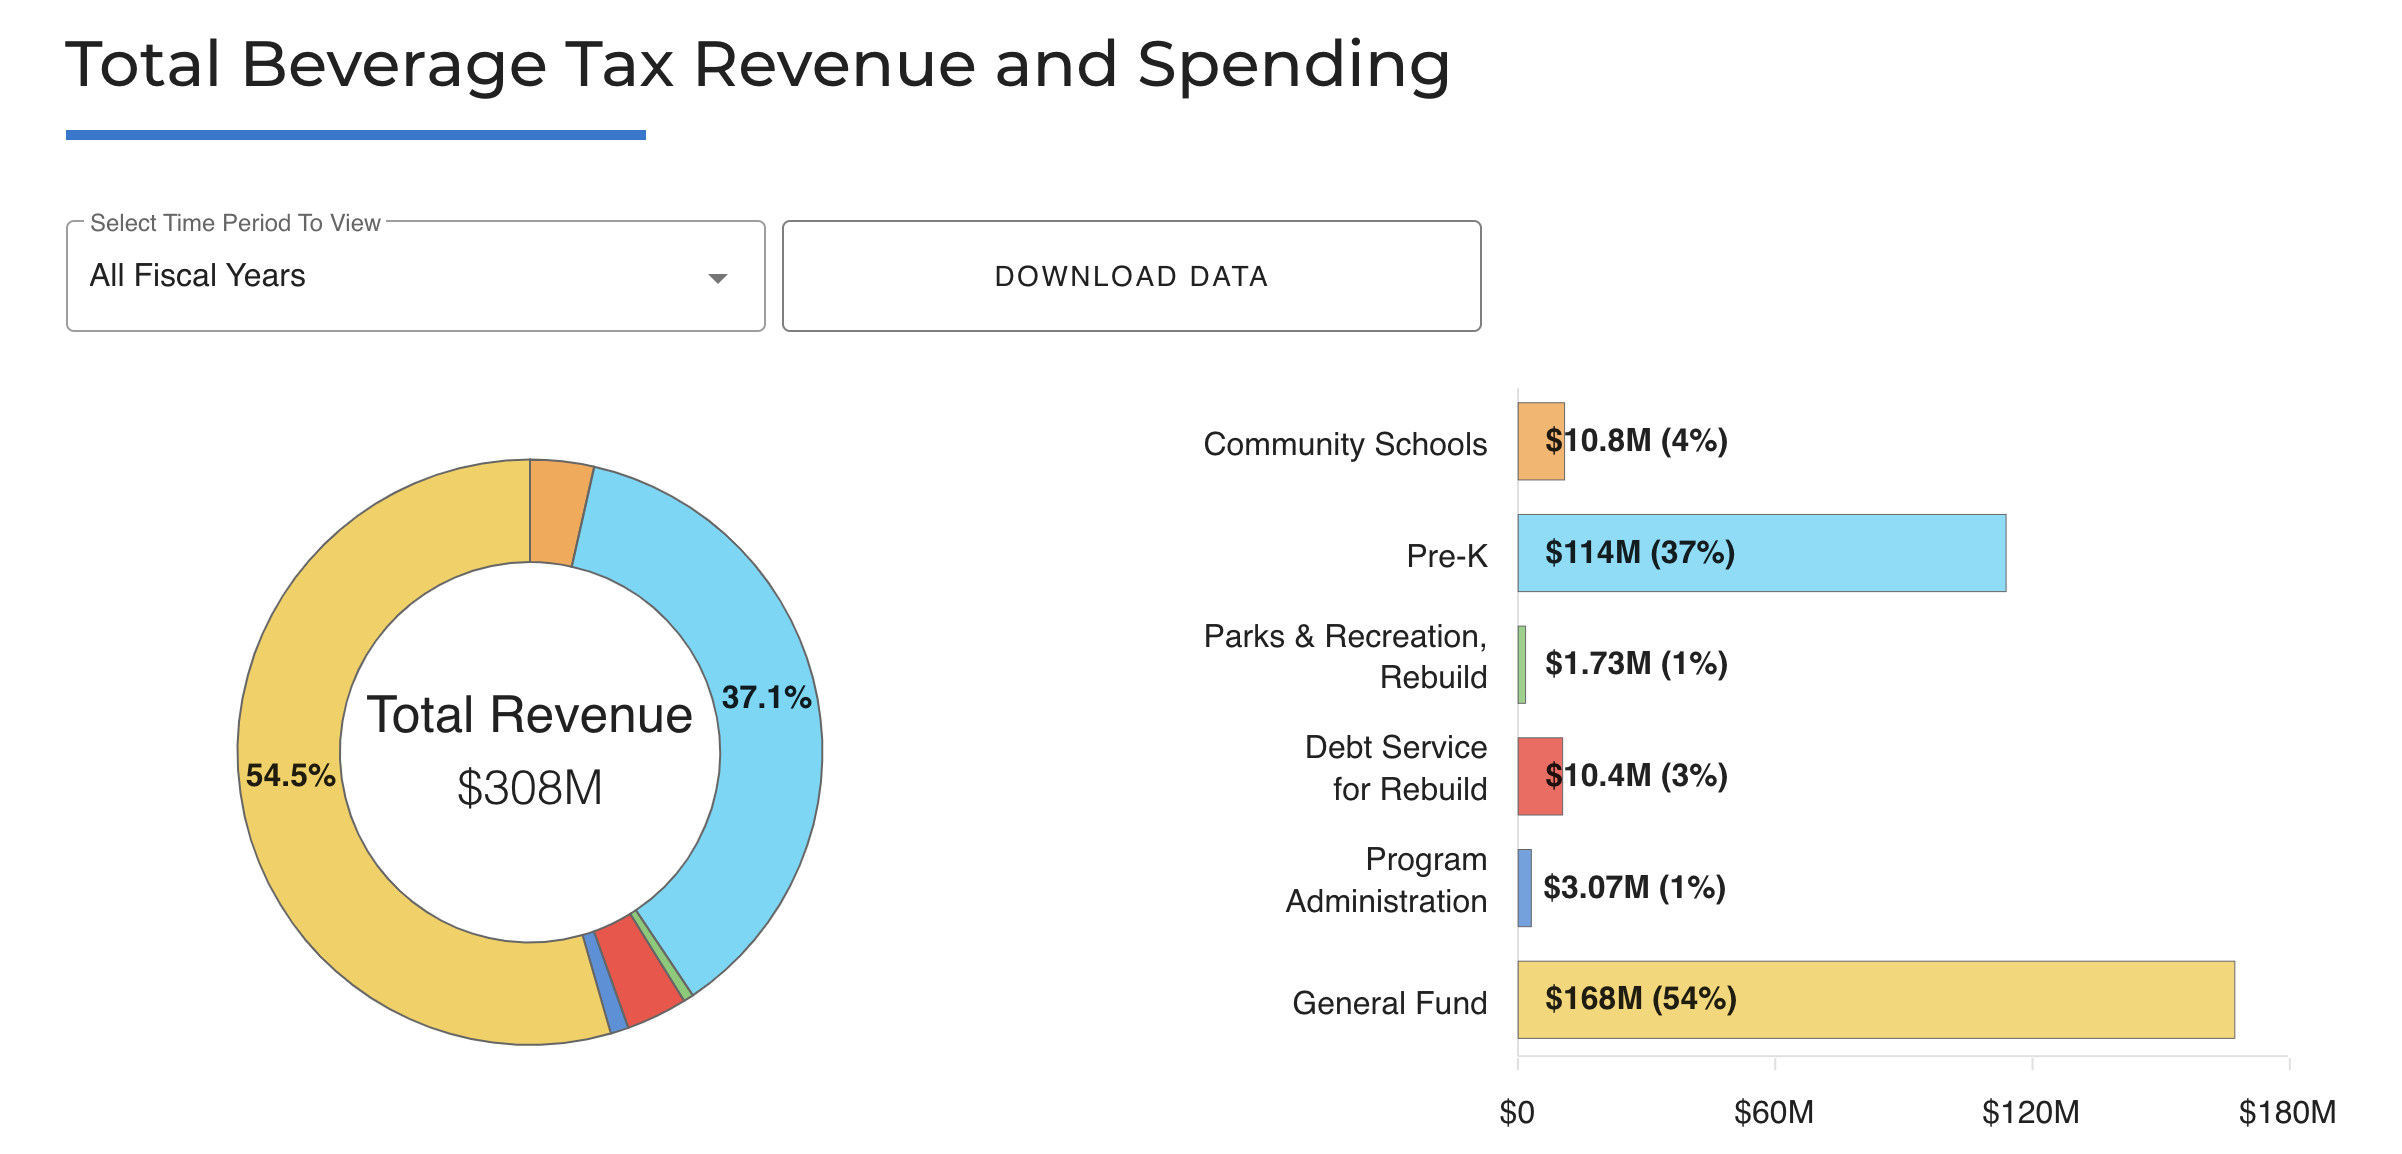 Total Beverage Tax Revenue and Spending
Select Time Period To View
All Fiscal Years
DOWNLOAD DATA
54.5%
37.1%
Total Revenue
$308M
Community Schools
$10.8M (4%)
Pre-K
$114M (37%)
Parks & Recreation,
Rebuild
$1.73M (1%)
Debt Service
for Rebuild
$10.4M (3%)
Program
Administration
$3.07M (1%)
General Fund
$168M (54%)
$0
$60M
$120M
$180M